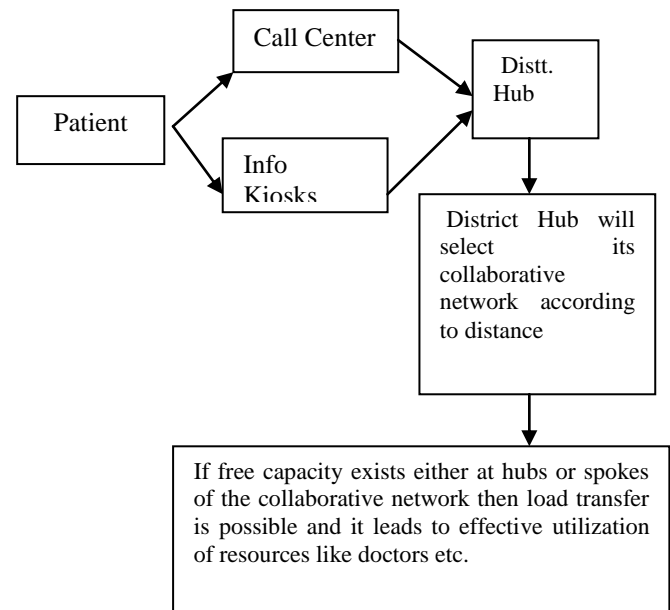 Call Center
Distt.
Hub
Patient
Info
Kiosks
District Hub will
select its
collaborative
network according
to distance
If free capacity exists either at hubs or spokes
of the collaborative network then load transfer
is possible and it leads to effective utilization
of resources like doctors etc.